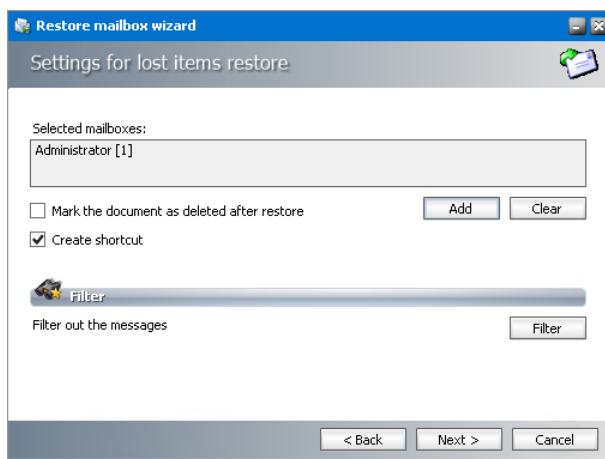 Restore mailbox wizard
Settings for lost items restore
Selected mailboxes:
Administrator [1]
Mark the document as deleted after restore
Add
Clear
Create shortcut
Filter
Filter out the messages
Filter
< Back
Next >
Cancel